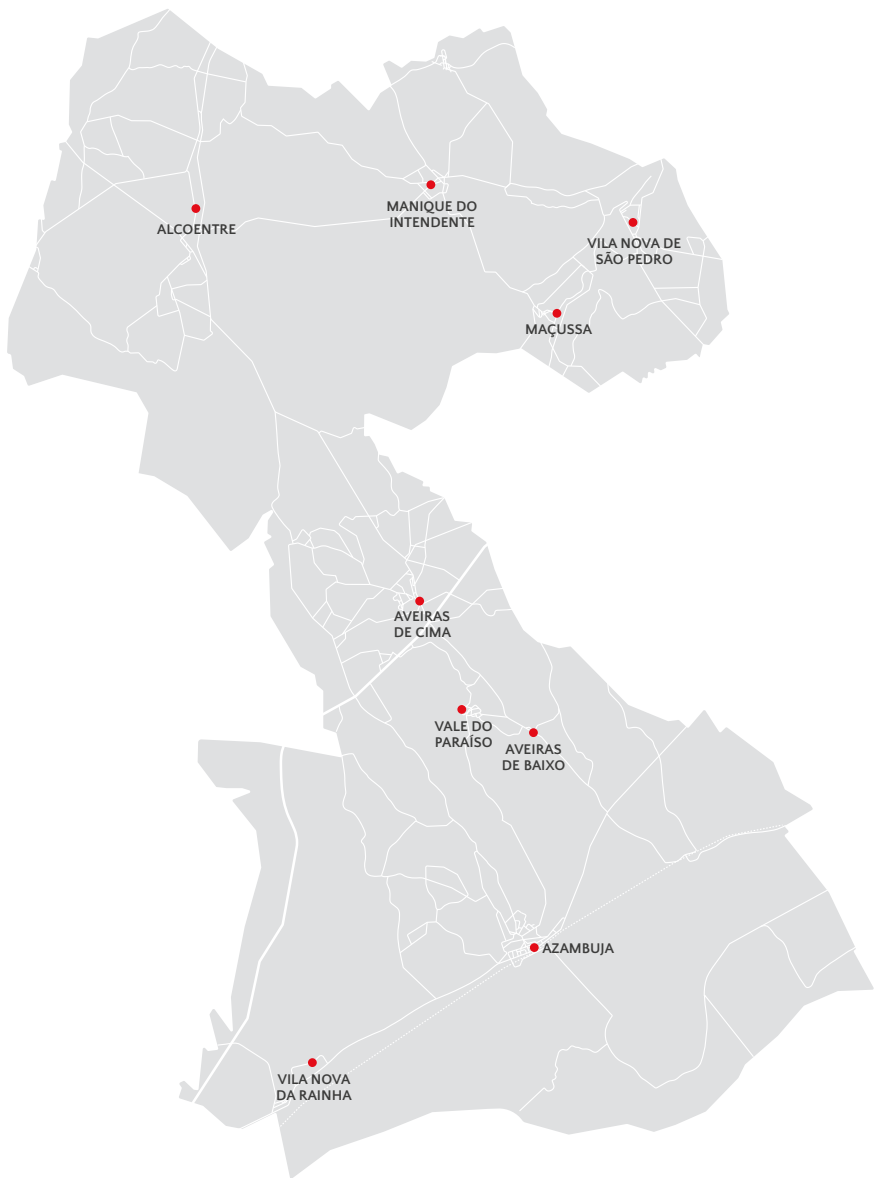 MANIQUE DO
INTENDENTE
ALCOENTRE
VILA NOVA DE
SÃO PEDRO
MAÇUSSA
AVEIRAS
DE CIMA
VALE DO
PARAÍSO
AVEIRAS
DE BAIXO
AZAMBUJA
VILA NOVA
DA RAINHA